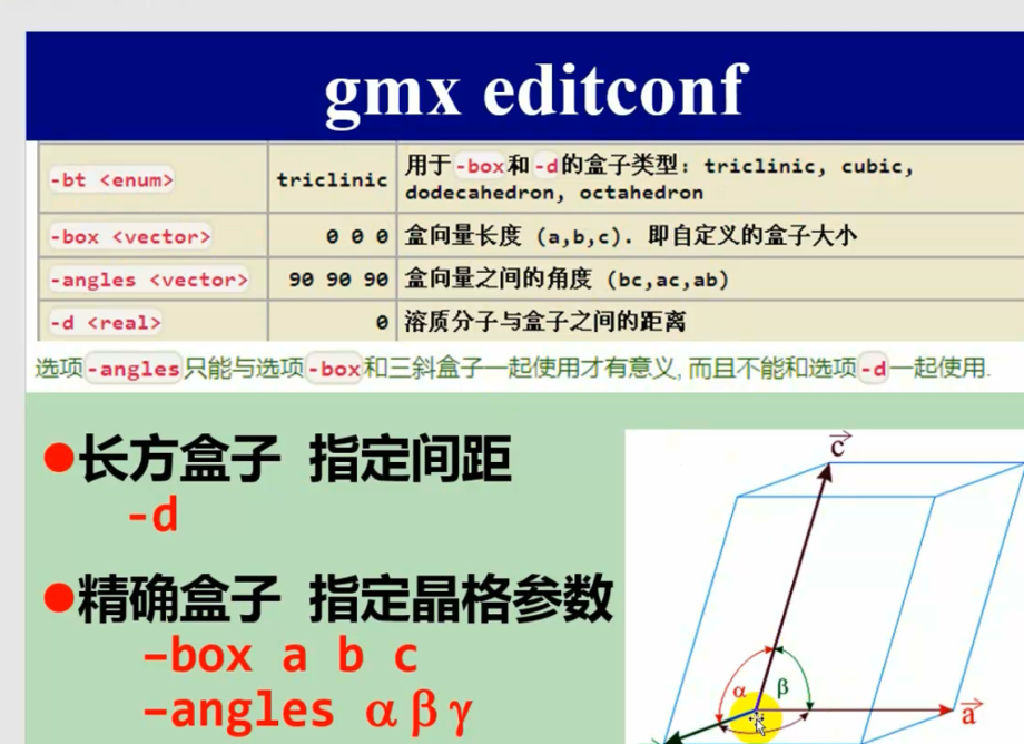 gmx editconf
-bt <enum> triclinic 用于-box和-d的盒子类型: triclinic, cubic,
dodecahedron, octahedron
-box <vector> 0 0 0 盒向量长度 (a,b,c). 即自定义的盒子大小
-angles <vector> 90 90 90 盒向量之间的角度 (bc,ac,ab)
-d <real> 0 溶质分子与盒子之间的距离
选项-angles只能与选项-box和三斜盒子一起使用才有意义, 而且不能和选项-d一起使用.
●长方盒子 指定间距
-d
●精确盒子 指定晶格参数
-box a b c
-angles α β γ
c
α β
a